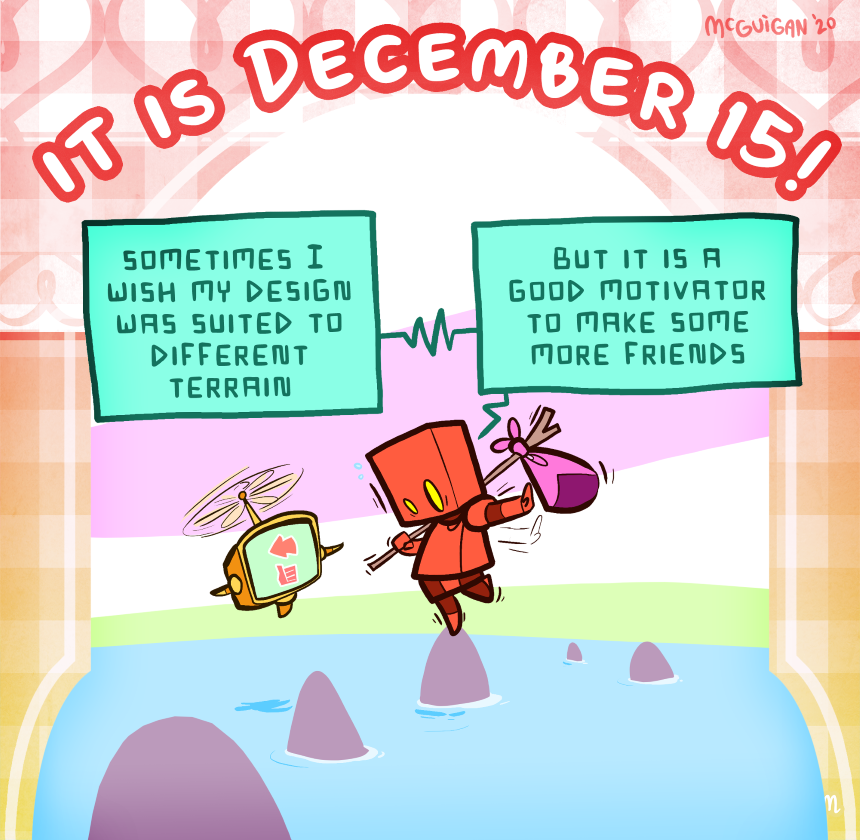 McGUiGAN '20
IT IS DECEMBER 15!
SOMETIMES I
WISH MY DESIGN
WAS SUITED TO
DIFFERENT
TERRAIN
BUT IT IS A
GOOD MOTIVATOR
TO MAKE SOME
MORE FRIENDS